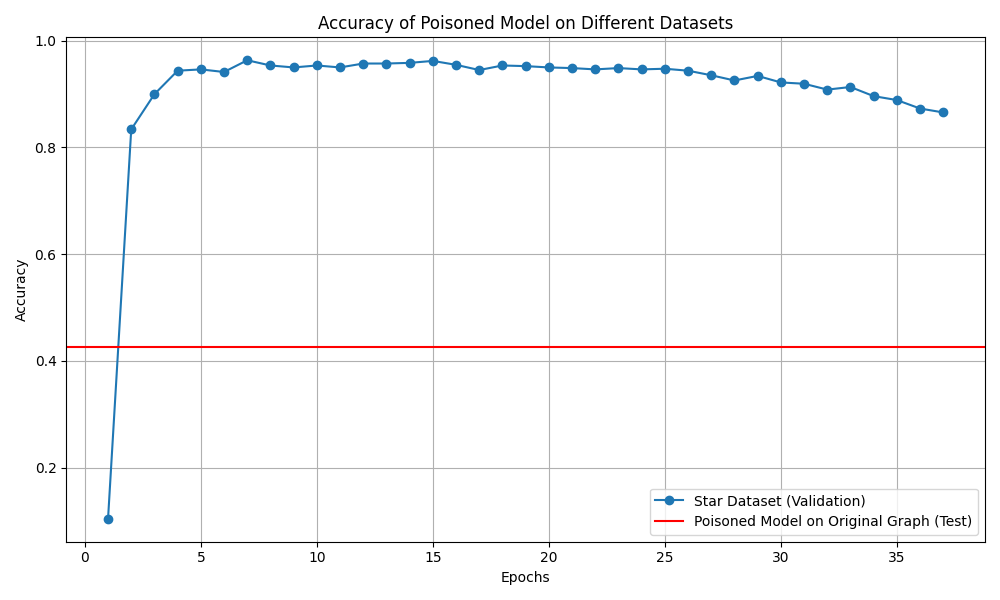 Accuracy of Poisoned Model on Different Datasets
1.0
0.8
0.6
0.4
0.2
Accuracy
0 5 10 15 20 25 30 35
Epochs
Star Dataset (Validation)
Poisoned Model on Original Graph (Test)